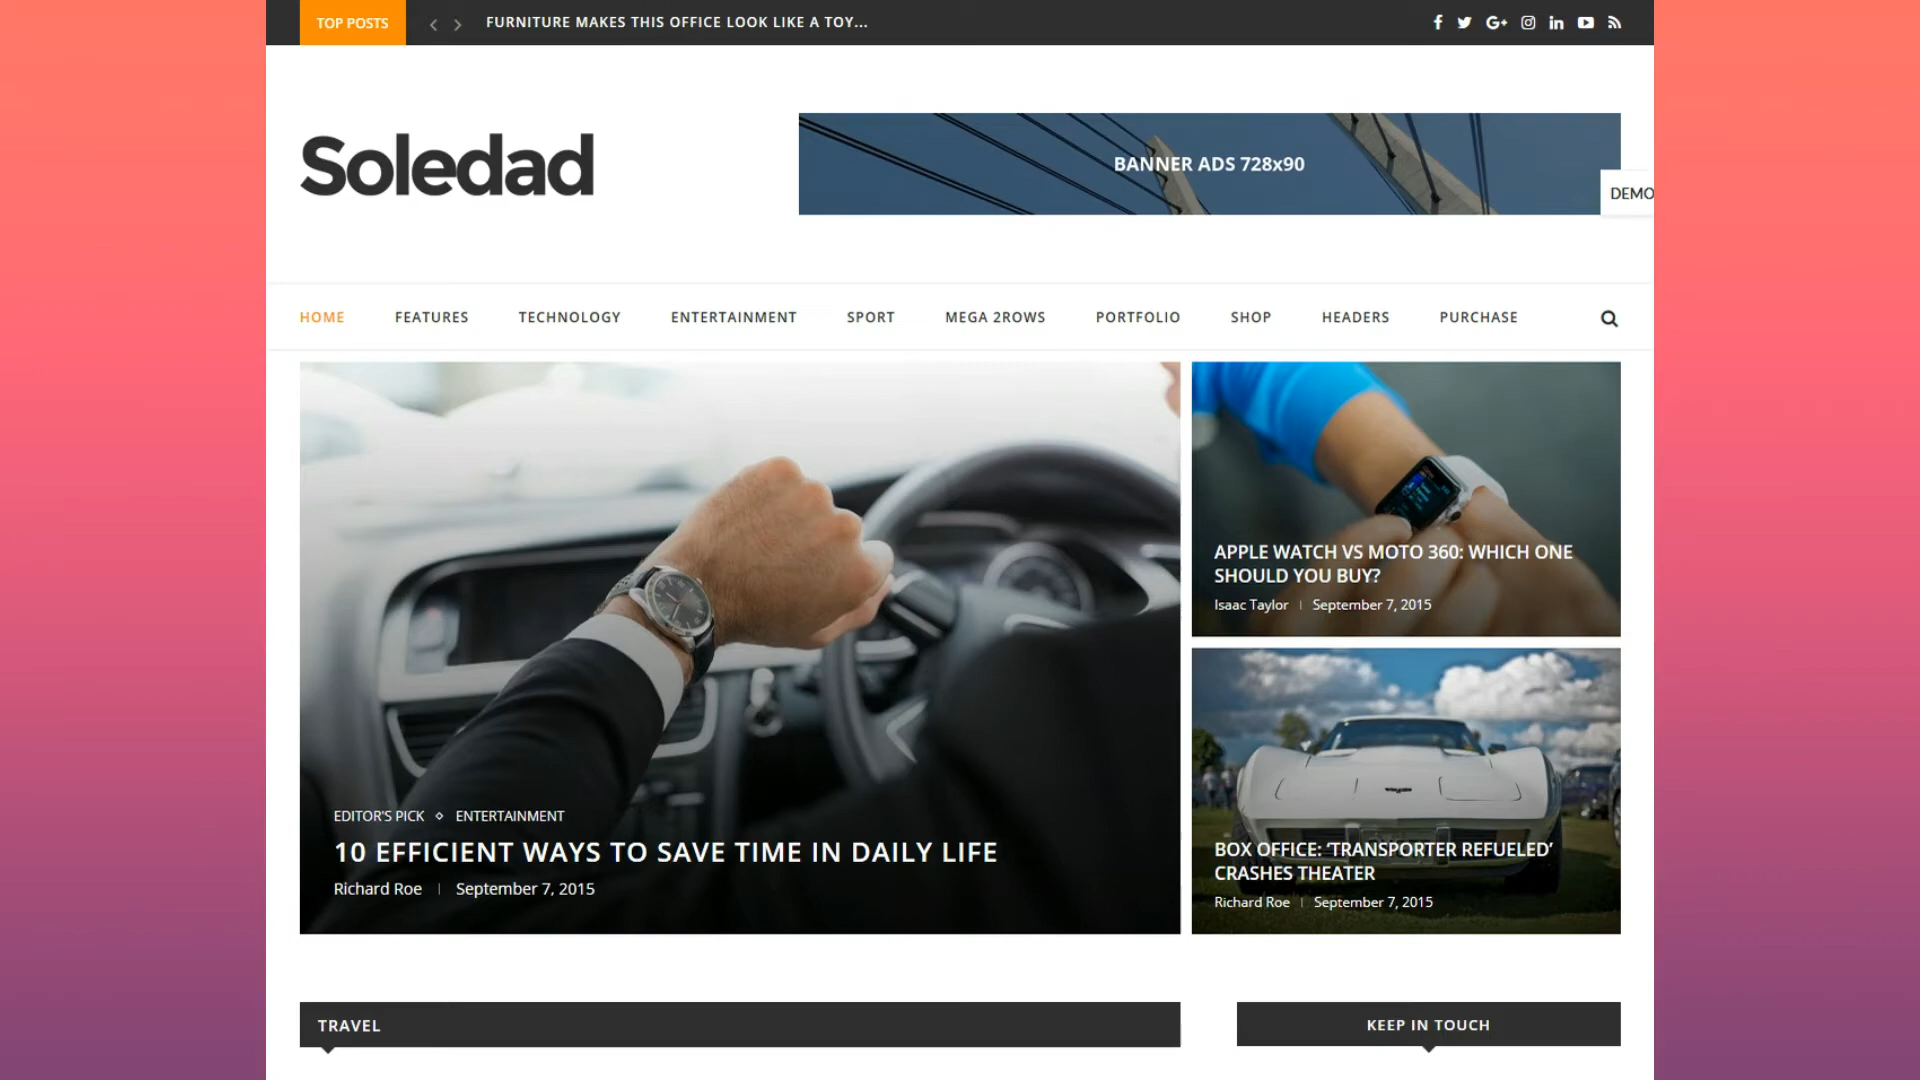 TOP POSTS
FURNITURE MAKES THIS OFFICE LOOK LIKE A TOY...
Soledad
BANNER ADS 728x90
DEMO
HOME FEATURES TECHNOLOGY ENTERTAINMENT SPORT MEGA 2ROWS PORTFOLIO SHOP HEADERS PURCHASE
EDITOR'S PICK ENTERTAINMENT
10 EFFICIENT WAYS TO SAVE TIME IN DAILY LIFE
Richard Roe | September 7, 2015
APPLE WATCH VS MOTO 360: WHICH ONE
SHOULD YOU BUY?
Isaac Taylor | September 7, 2015
BOX OFFICE: ‘TRANSPORTER REFUELED’
CRASHES THEATER
Richard Roe | September 7, 2015
TRAVEL
KEEP IN TOUCH